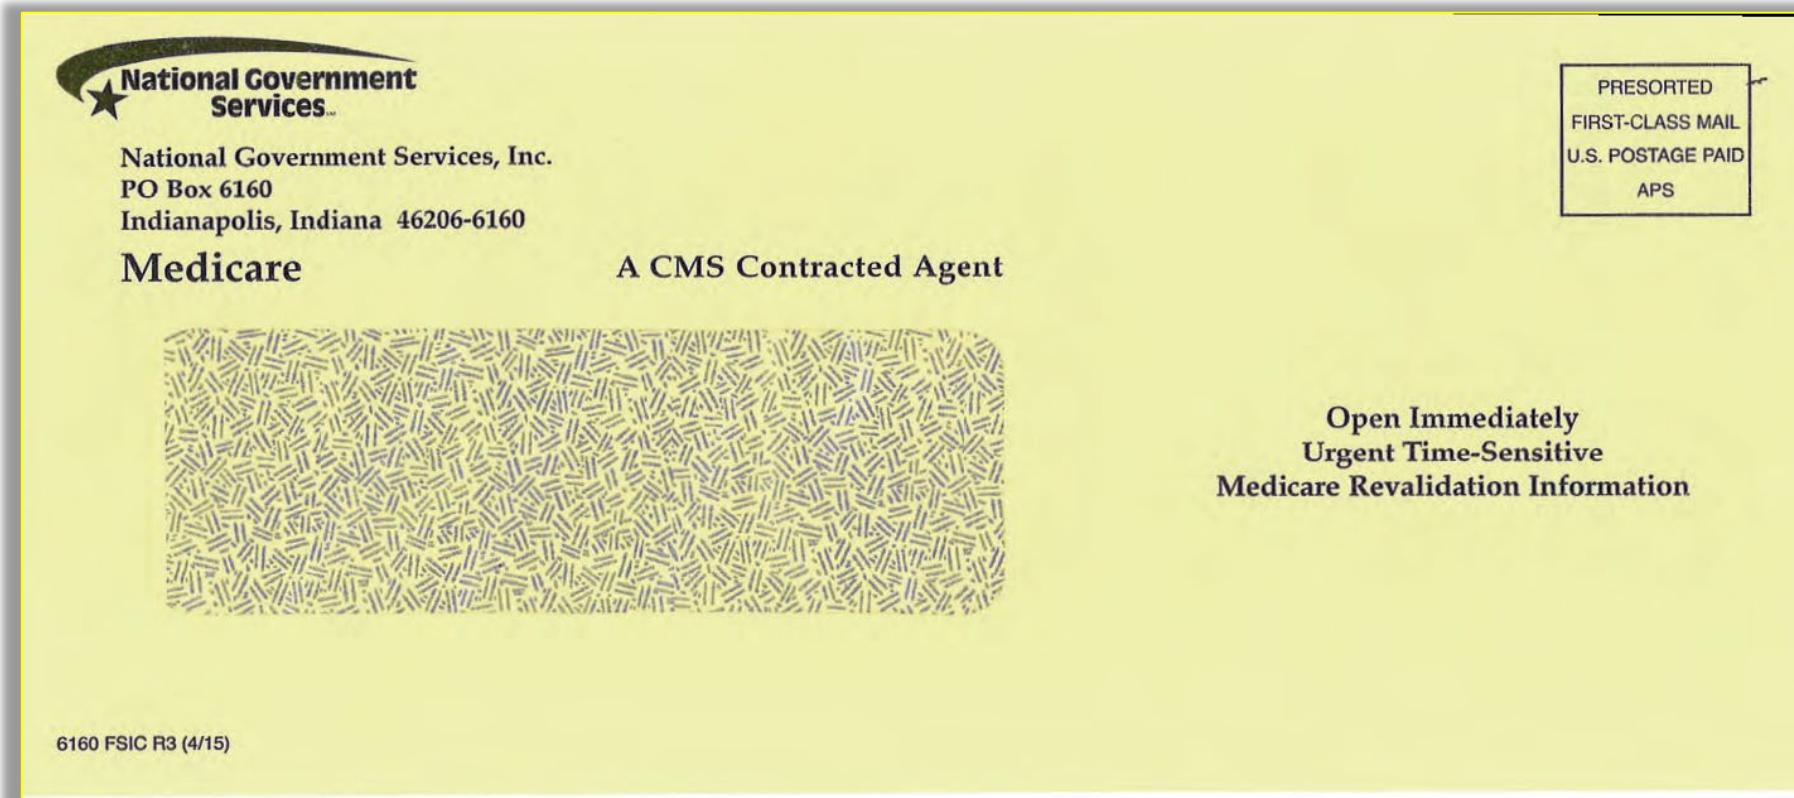 National Government
Services
National Government Services, Inc.
PO Box 6160
Indianapolis, Indiana 46206-6160
Medicare
A CMS Contracted Agent
PRESORTED
FIRST-CLASS MAIL
U.S. POSTAGE PAID
APS
Open Immediately
Urgent Time-Sensitive
Medicare Revalidation Information
6160 FSIC R3 (4/15)